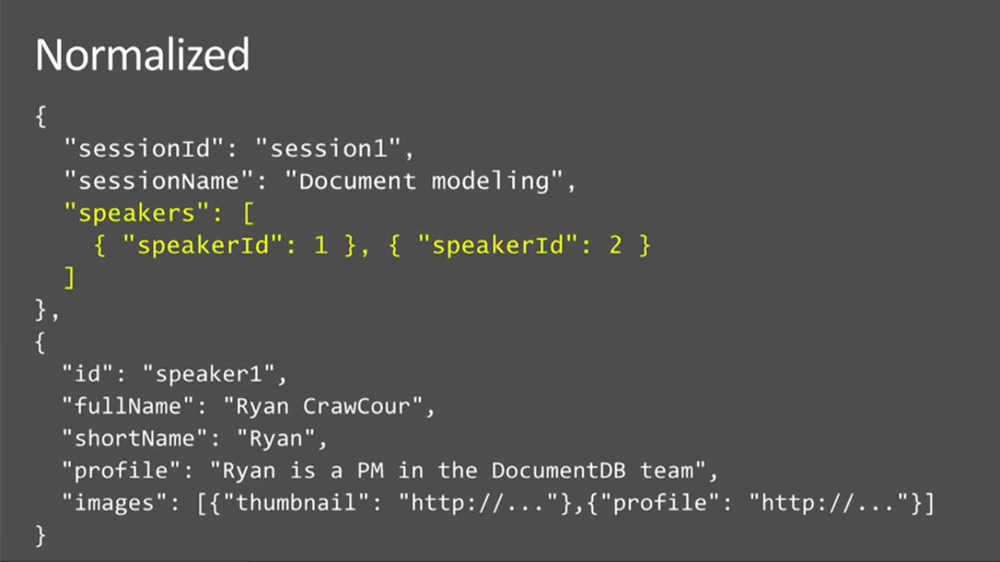 Normalized
{
"sessionId": "session1",
"sessionName": "Document modeling",
"speakers": [
{ "speakerId": 1 }, { "speakerId": 2 }
]
},
{
"id": "speaker1",
"fullName": "Ryan CrawCour",
"shortName": "Ryan",
"profile": "Ryan is a PM in the DocumentDB team",
"images": [{"thumbnail": "http://..."},{"profile": "http://..."}]
}